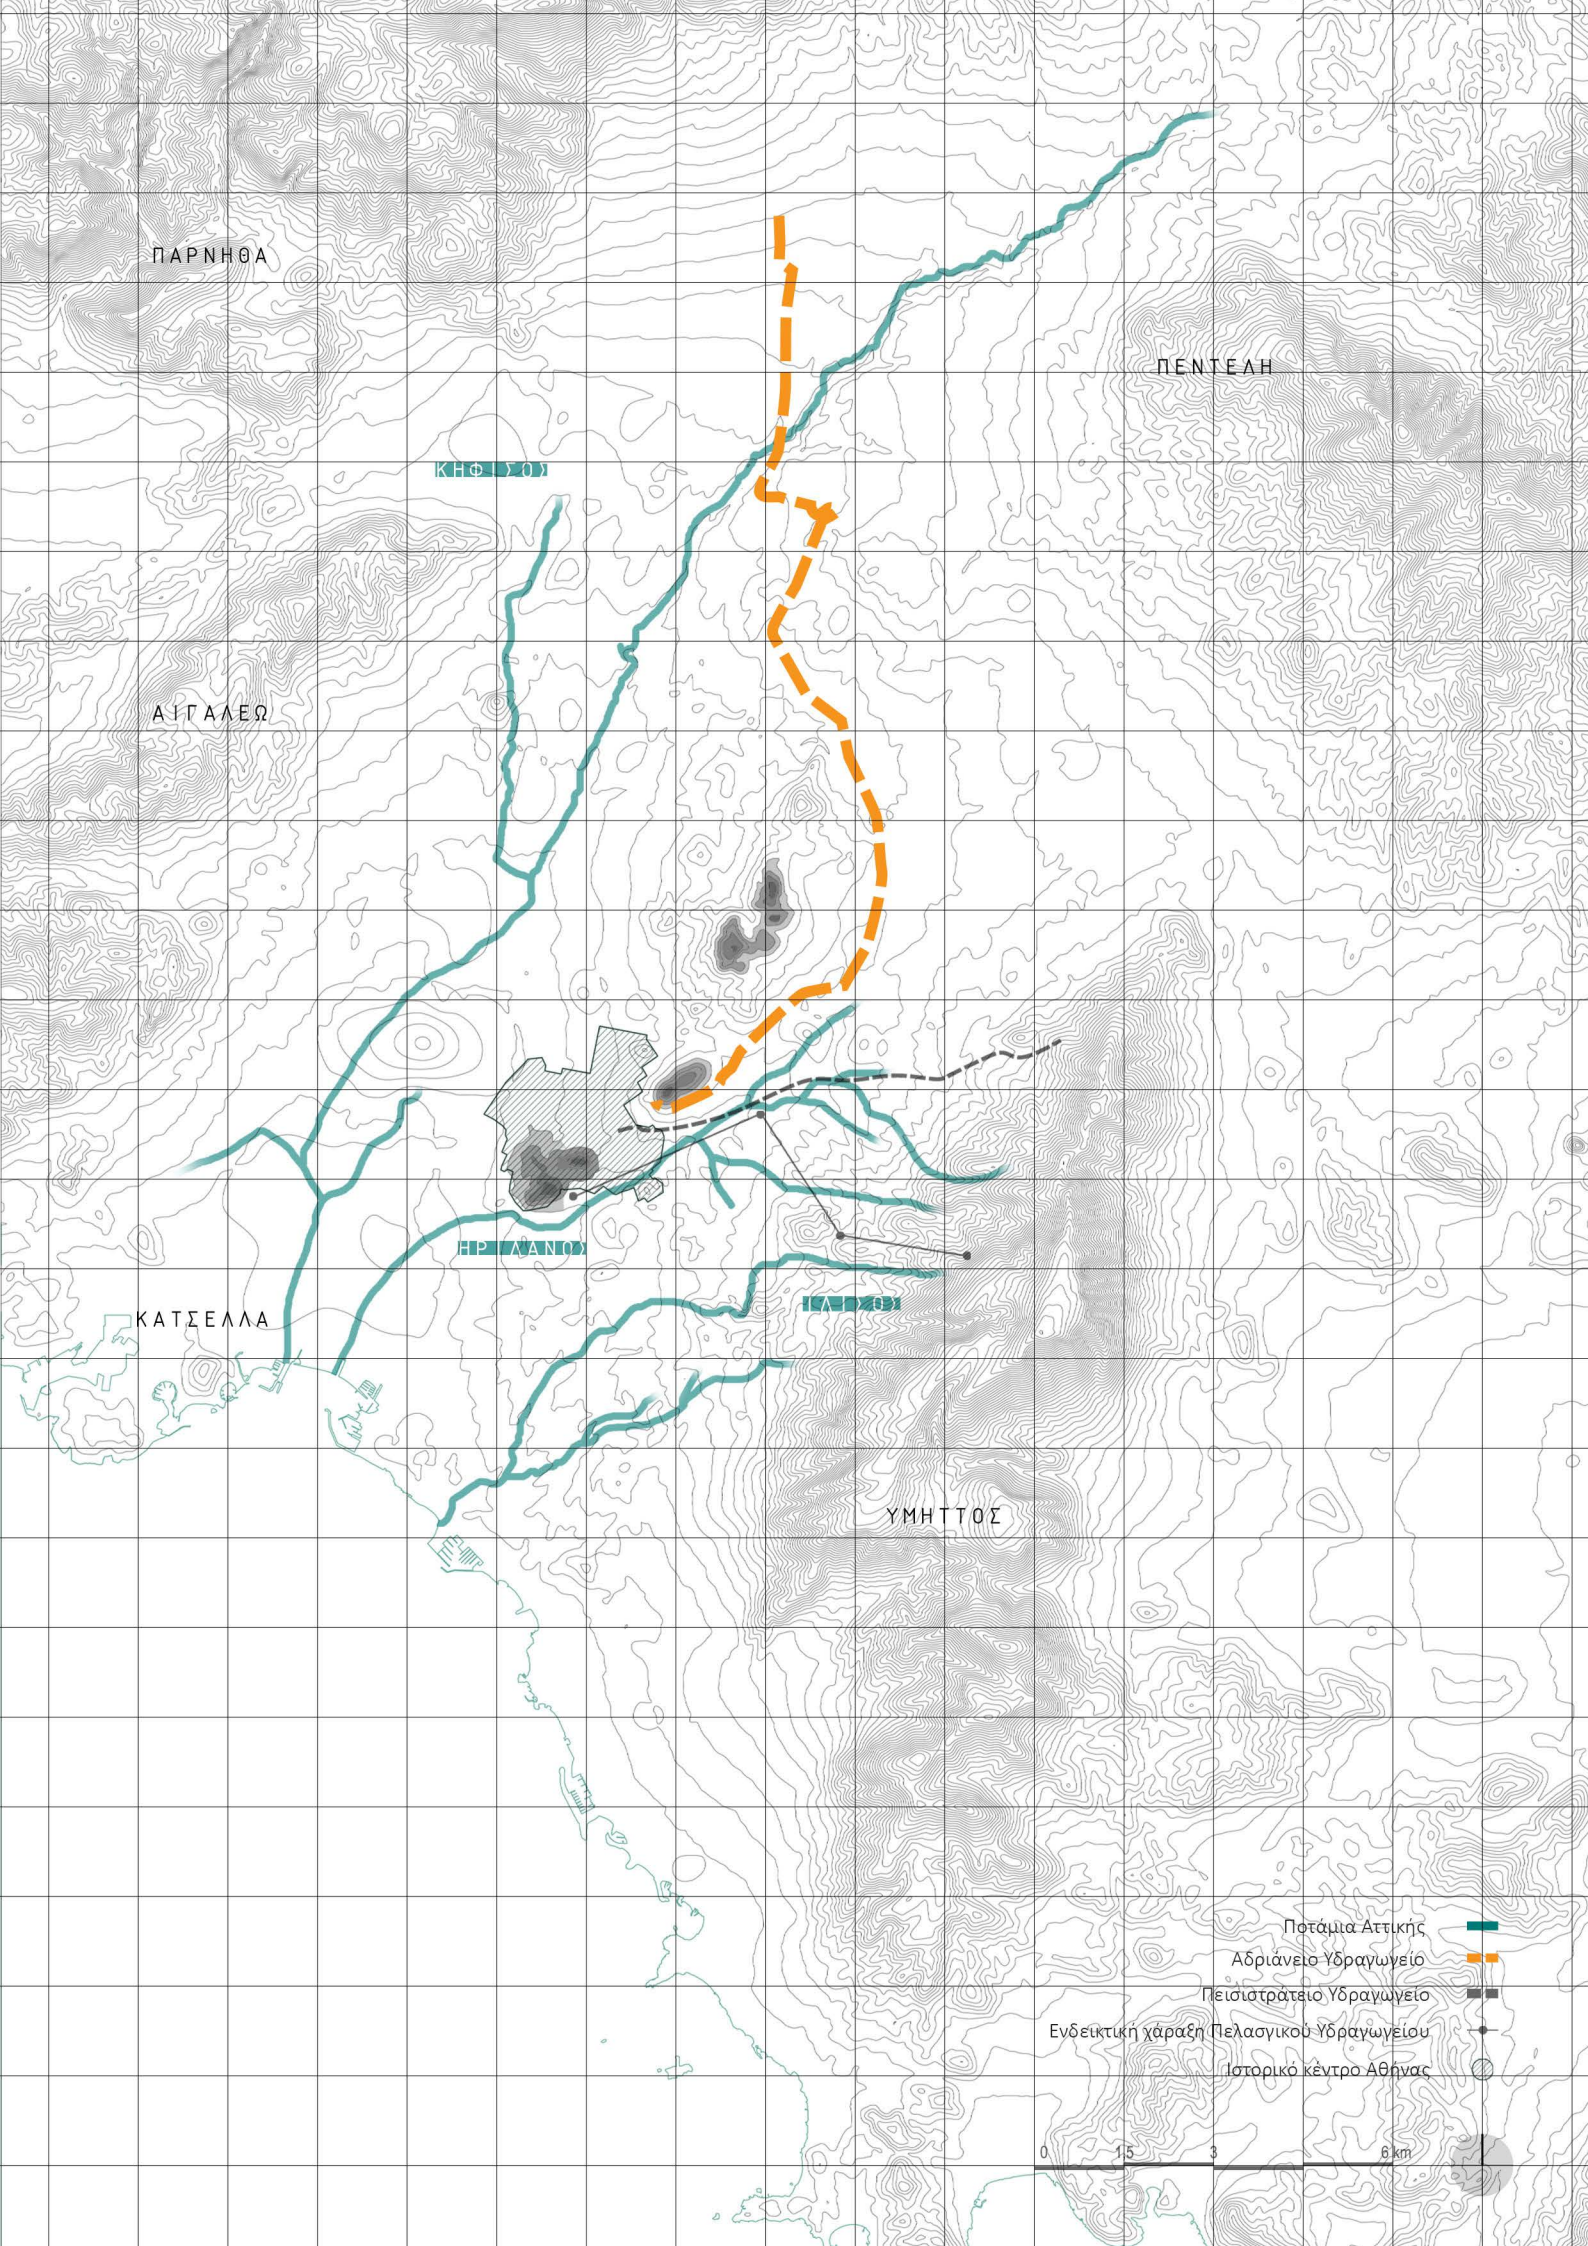 ΠΑΡΝΗΘΑ
ΠΕΝΤΕΛΗ
ΚΗΦΙΣΟΣ
ΑΙΓΑΛΕΩ
ΗΡΙΔΑΝΟΣ
ΙΛΙΣΟΣ
ΚΑΤΣΕΛΛΑ
ΥΜΗΤΤΟΣ
Ποτάμια Αττικής
Αδριάνειο Υδραγωγείο
Πεισιστράτειο Υδραγωγείο
Ενδεικτική χάραξη Πελασγικού Υδραγωγείου
Ιστορικό κέντρο Αθήνας
0 1,5 3 6 km